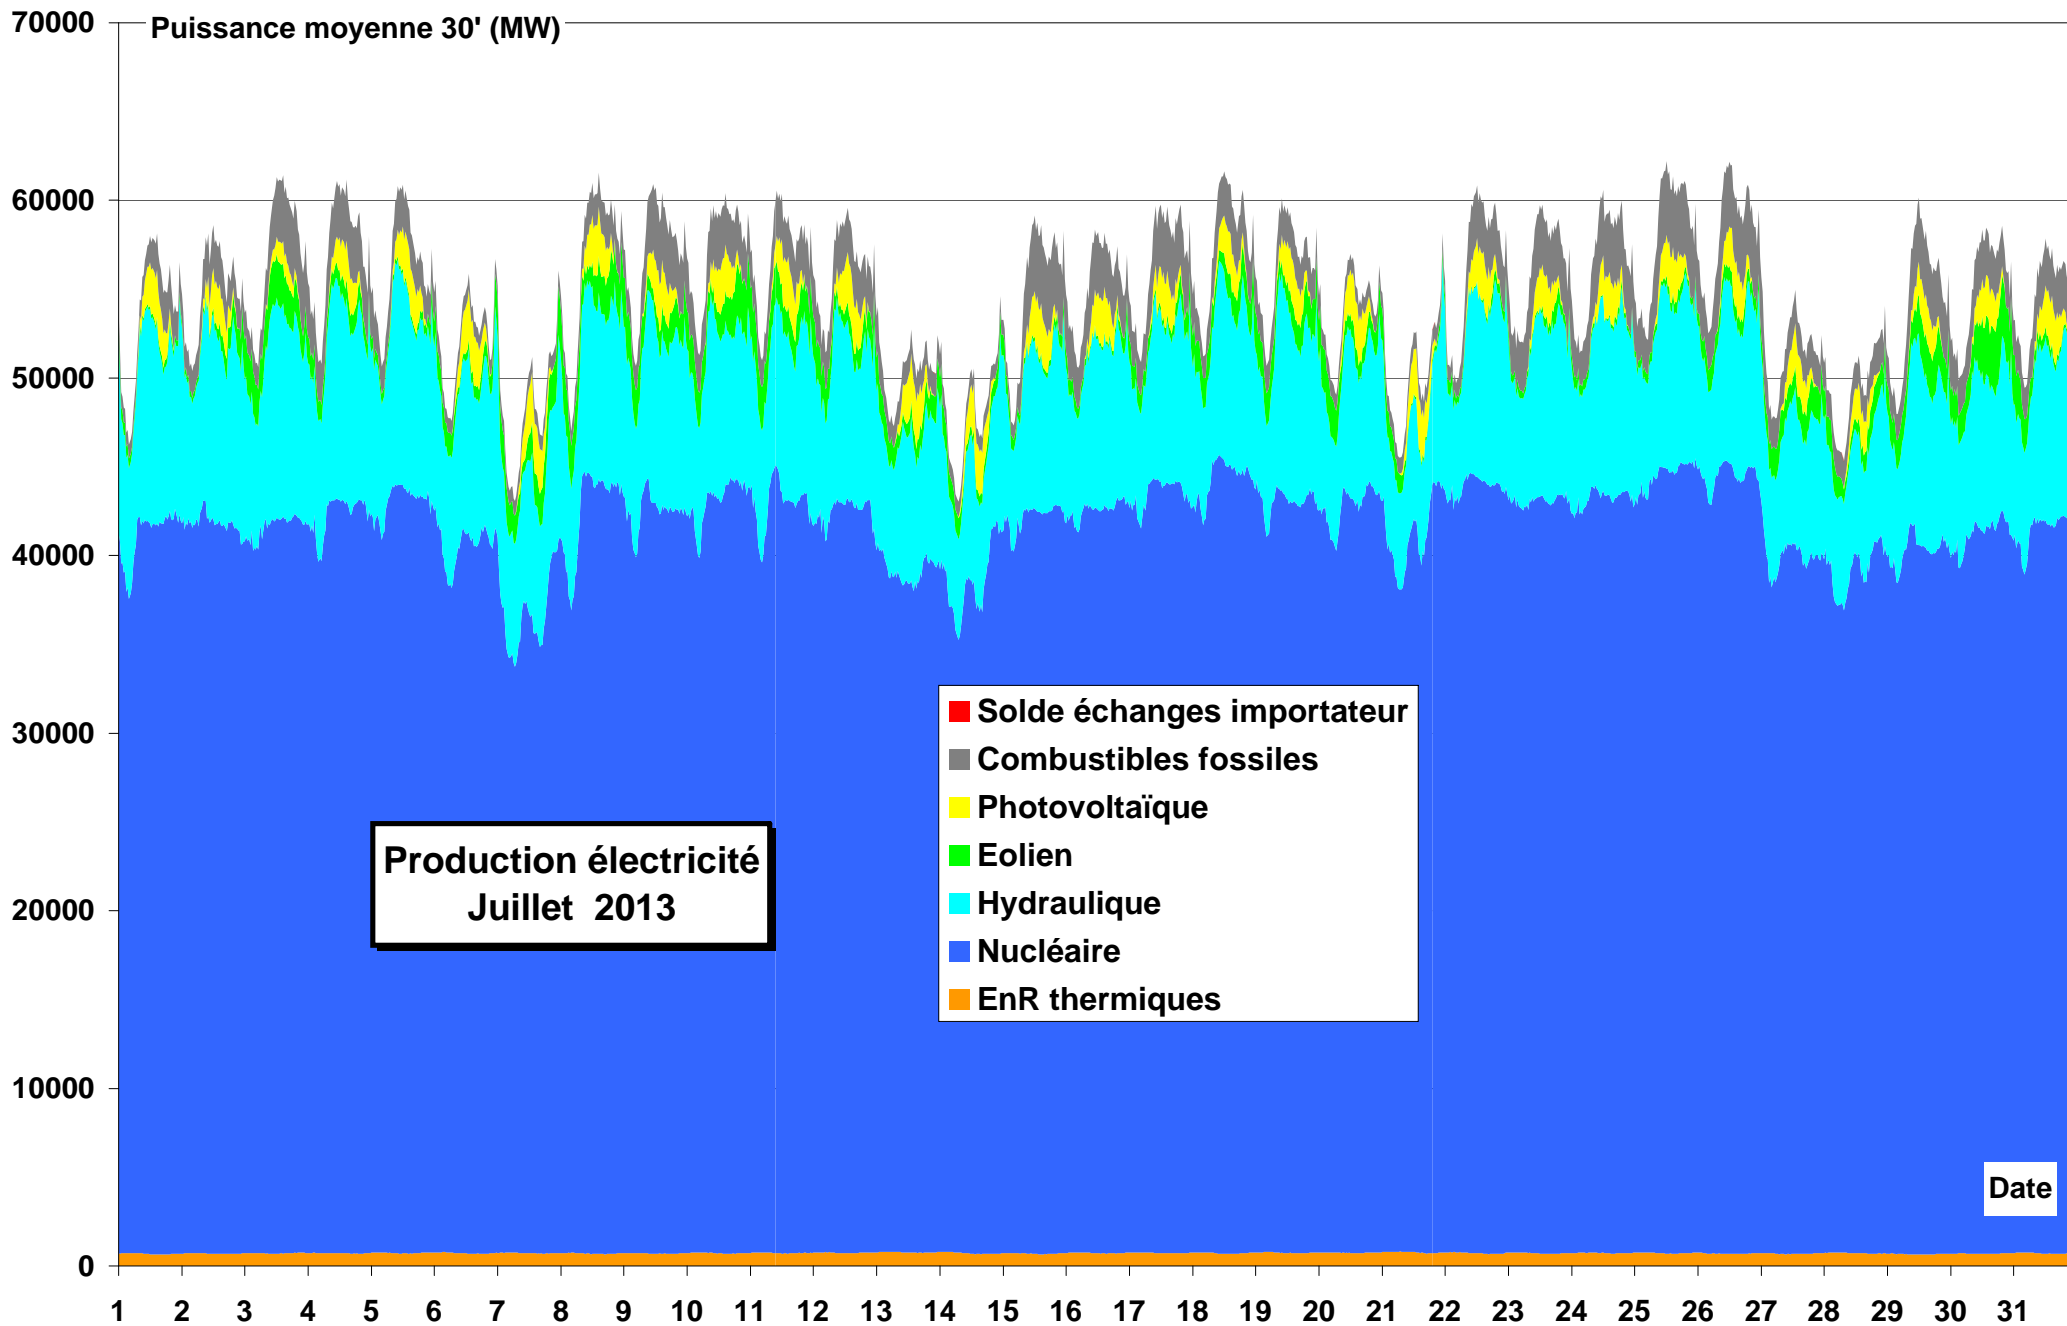 Puissance moyenne 30' (MW)
70000
60000
50000
40000
30000
20000
10000
0
Solde échanges importateur
Combustibles fossiles
Photovoltaïque
Eolien
Hydraulique
Nucléaire
EnR thermiques
Production électricité
Juillet 2013
Date
1 2 3 4 5 6 7 8 9 10 11 12 13 14 15 16 17 18 19 20 21 22 23 24 25 26 27 28 29 30 31